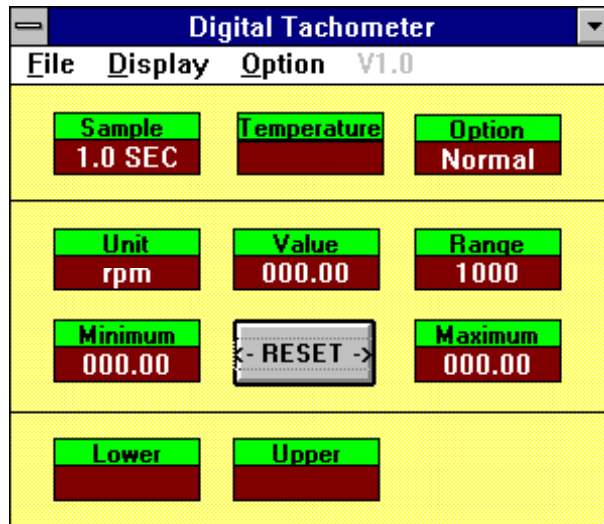 Digital Tachometer
File Display Option V1.0
Sample Temperature Option
1.0 SEC Normal
Unit Value Range
rpm 000.00 1000
Minimum Maximum
000.00 <- RESET -> 000.00
Lower Upper